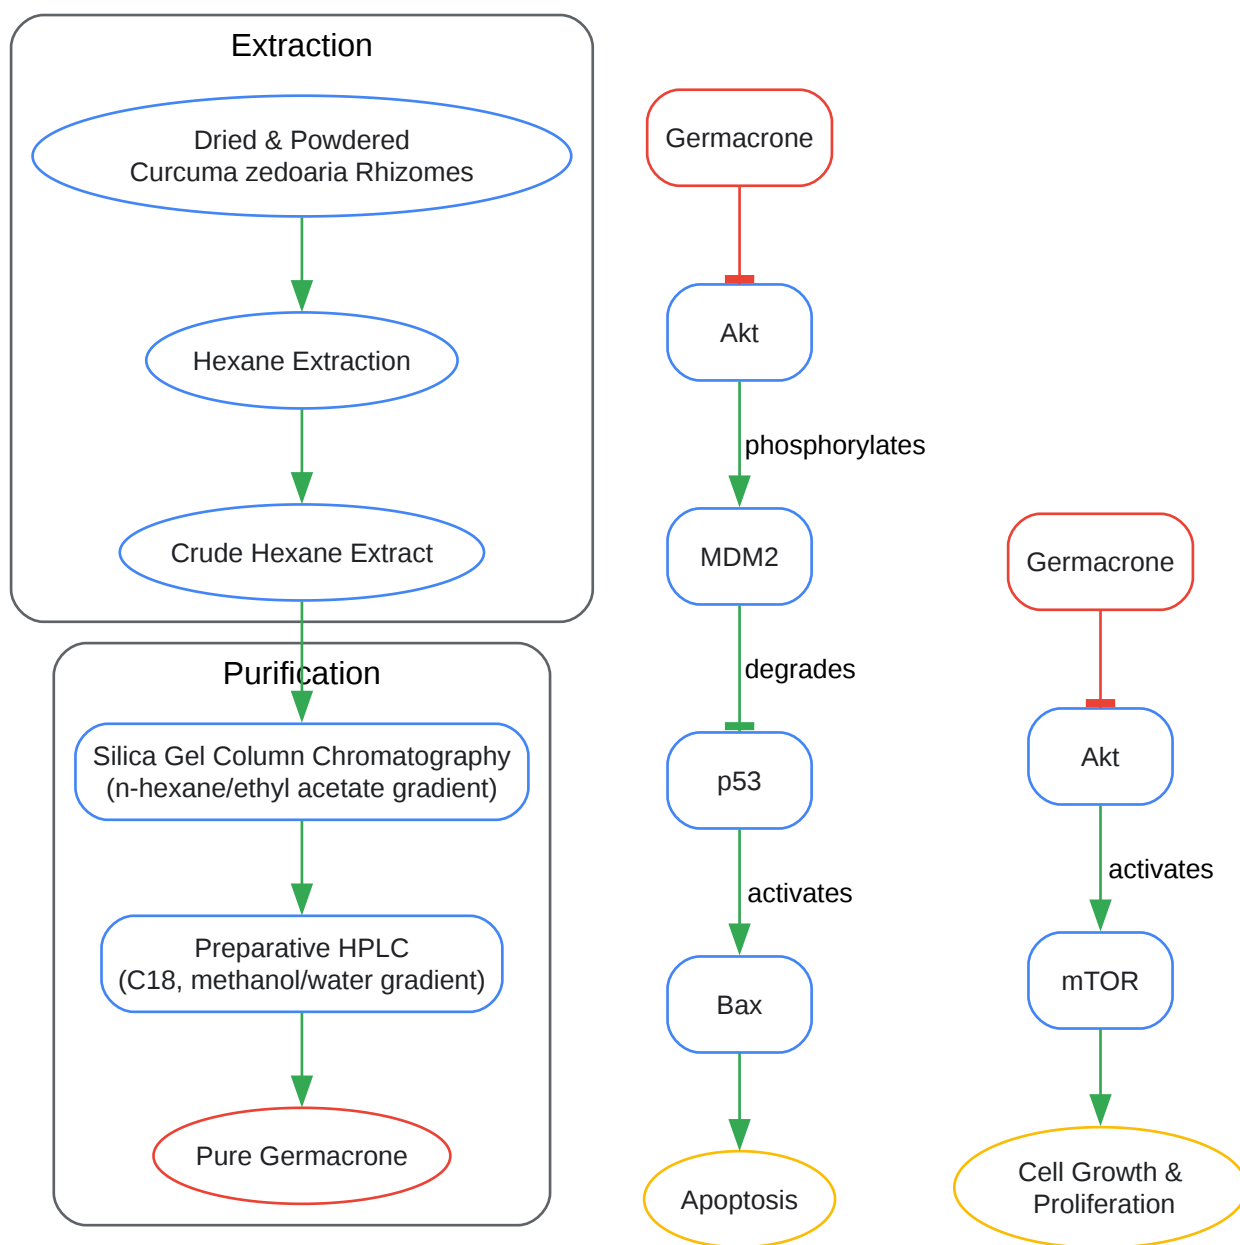 Extraction
Dried & Powdered
Curcuma zedoaria Rhizomes
Hexane Extraction
Crude Hexane Extract
Purification
Silica Gel Column Chromatography
(n-hexane/ethyl acetate gradient)
Preparative HPLC
(C18, methanol/water gradient)
Pure Germacrone
Germacrone
Akt
phosphorylates
MDM2
degrades
p53
activates
Bax
Apoptosis
Germacrone
Akt
activates
mTOR
Cell Growth &
Proliferation